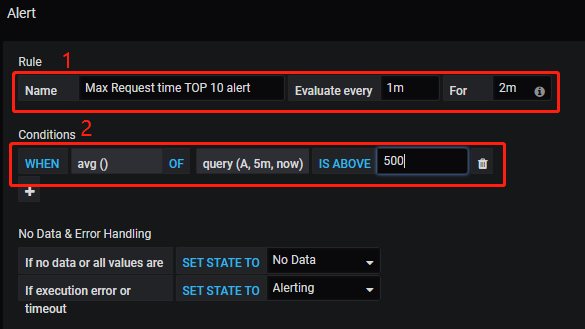 Alert
Rule 1
Name Max Request time TOP 10 alert Evaluate every 1m For 2m
Conditions 2
WHEN avg () OF query (A, 5m, now) IS ABOVE 500
No Data & Error Handling
If no data or all values are SET STATE TO No Data
If execution error or SET STATE TO Alerting
timeout